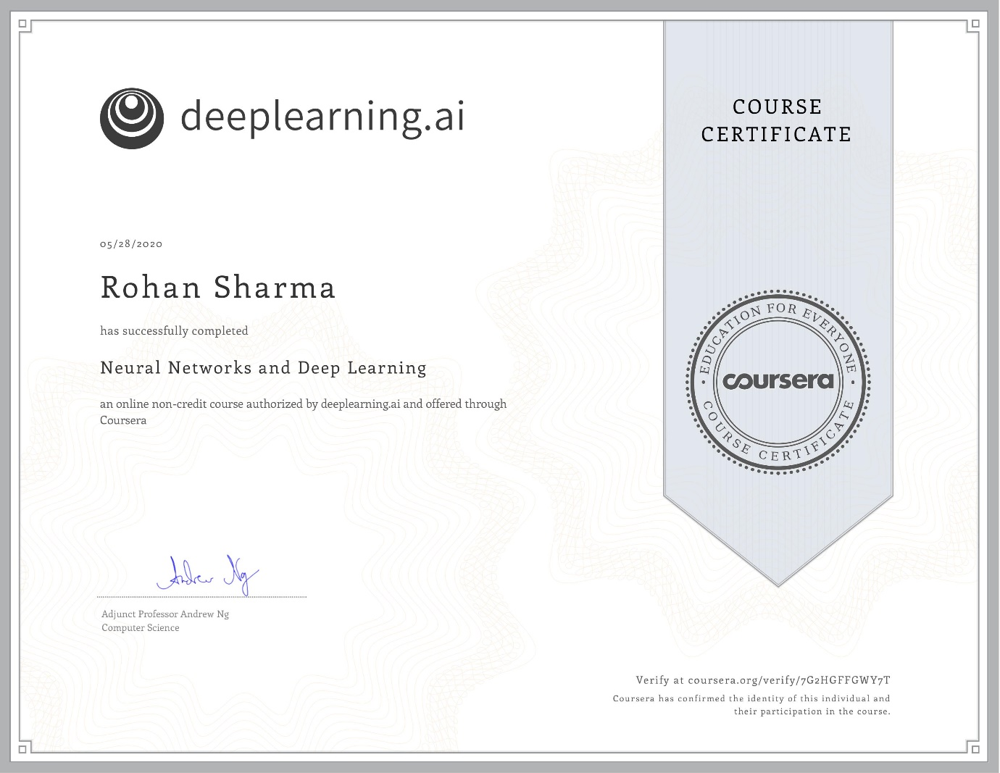 deeplearning.ai
COURSE
CERTIFICATE
05/28/2020
Rohan Sharma
has successfully completed
Neural Networks and Deep Learning
an online non-credit course authorized by deeplearning.ai and offered through
Coursera
EDUCATION FOR EVERYONE
coursera
COURSE CERTIFICATE
Andrew Ng
Adjunct Professor Andrew Ng
Computer Science
Verify at coursera.org/verify/7G2HGFFGWY7T
Coursera has confirmed the identity of this individual and
their participation in the course.